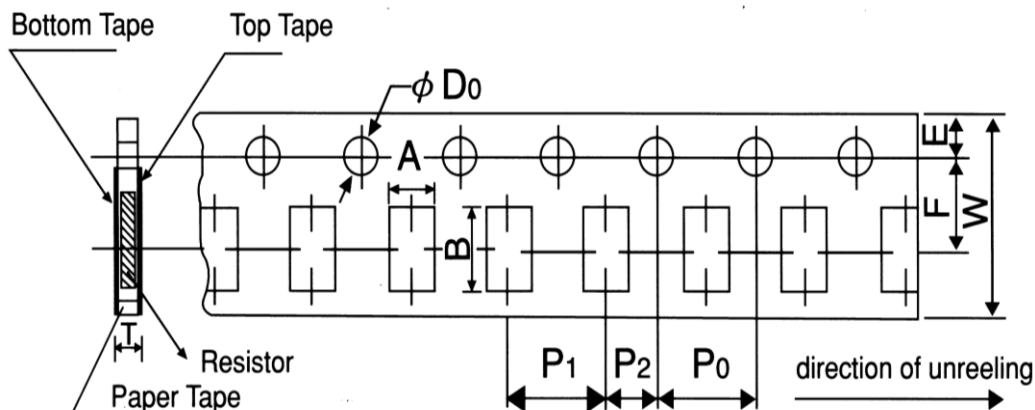 Bottom Tape
Top Tape
ϕ D0
A
B
E
F
W
T
Resistor
Paper Tape
P1
P2
P0
direction of unreeling